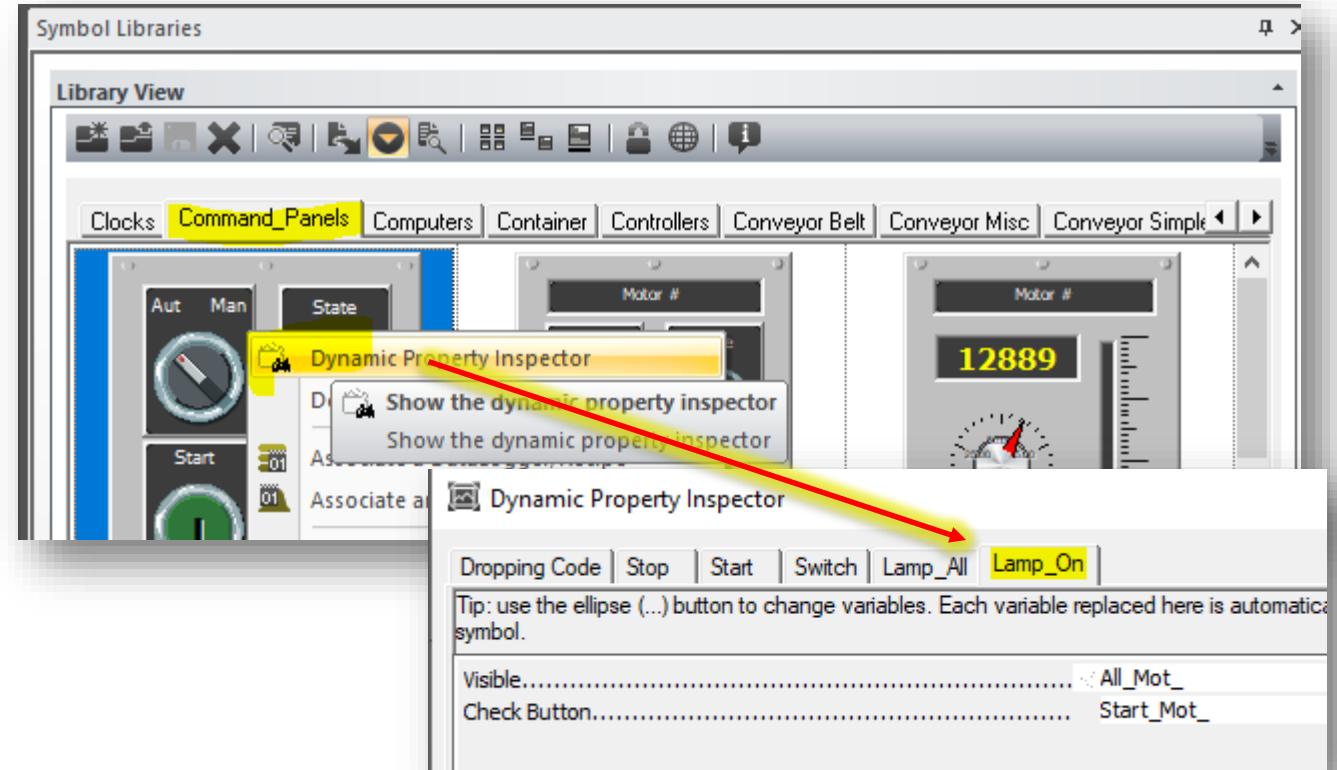 Symbol Libraries
Library View
Clocks Command_Panels Computers Container Controllers Conveyor Belt Conveyor Misc Conveyor Simple
Aut Man State Motor # Motor #
Dynamic Property Inspector
12889
Show the dynamic property inspector
Show the dynamic property inspector
Start
Associate a
Associate
Dynamic Property Inspector
Dropping Code Stop Start Switch Lamp_All Lamp_On
Tip: use the ellipse (...) button to change variables. Each variable replaced here is automatica
symbol.
Visible........................................................................ All_Mot_
Check Button............................................................ Start_Mot_